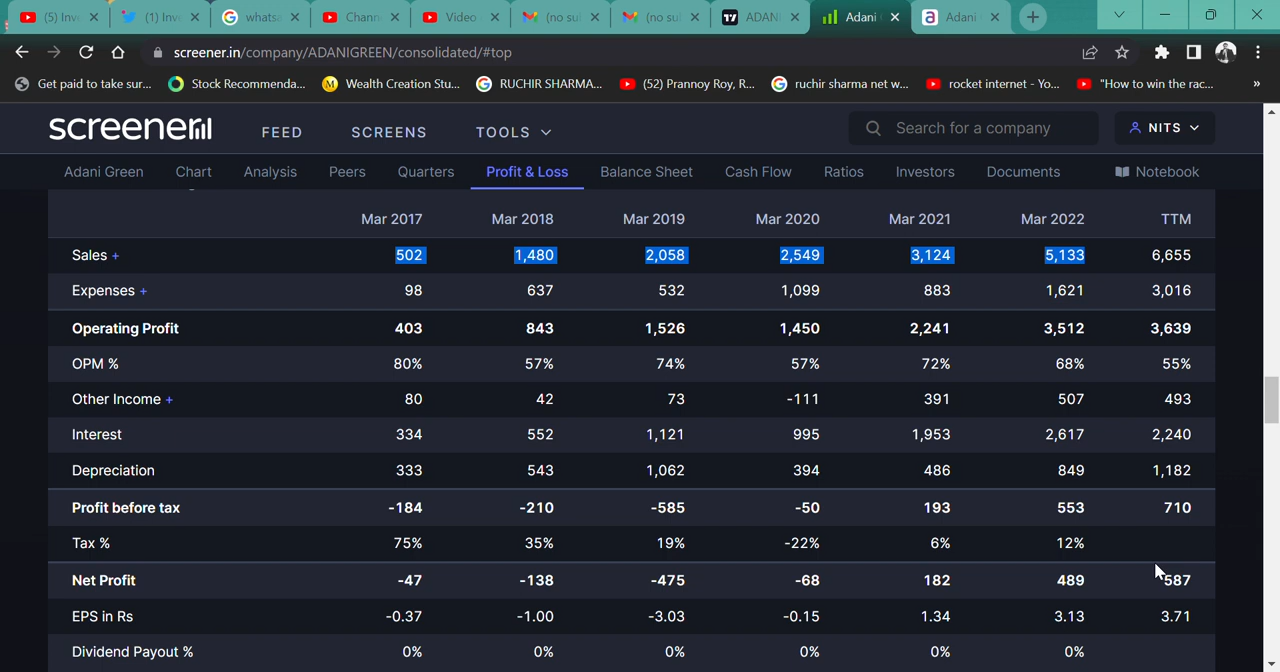 (5) Inv
(1) Inv
whatsa
Chann
Video -
(no sul
(no sul
ADANI
Adani
Adani
screener.in/company/ADANIGREEN/consolidated/#top
Get paid to take sur...
Stock Recommenda...
Wealth Creation Stu...
RUCHIR SHARMA...
(52) Prannoy Roy, R...
ruchir sharma net w...
rocket internet - Yo...
"How to win the rac...
»
screener
FEED
SCREENS
TOOLS
Search for a company
NITS
Adani Green Chart Analysis Peers Quarters Profit & Loss Balance Sheet Cash Flow Ratios Investors Documents Notebook
Mar 2017 Mar 2018 Mar 2019 Mar 2020 Mar 2021 Mar 2022 TTM
Sales + 502 1,480 2,058 2,549 3,124 5,133 6,655
Expenses + 98 637 532 1,099 883 1,621 3,016
Operating Profit 403 843 1,526 1,450 2,241 3,512 3,639
OPM % 80% 57% 74% 57% 72% 68% 55%
Other Income + 80 42 73 -111 391 507 493
Interest 334 552 1,121 995 1,953 2,617 2,240
Depreciation 333 543 1,062 394 486 849 1,182
Profit before tax -184 -210 -585 -50 193 553 710
Tax % 75% 35% 19% -22% 6% 12%
Net Profit -47 -138 -475 -68 182 489 587
EPS in Rs -0.37 -1.00 -3.03 -0.15 1.34 3.13 3.71
Dividend Payout % 0% 0% 0% 0% 0% 0%